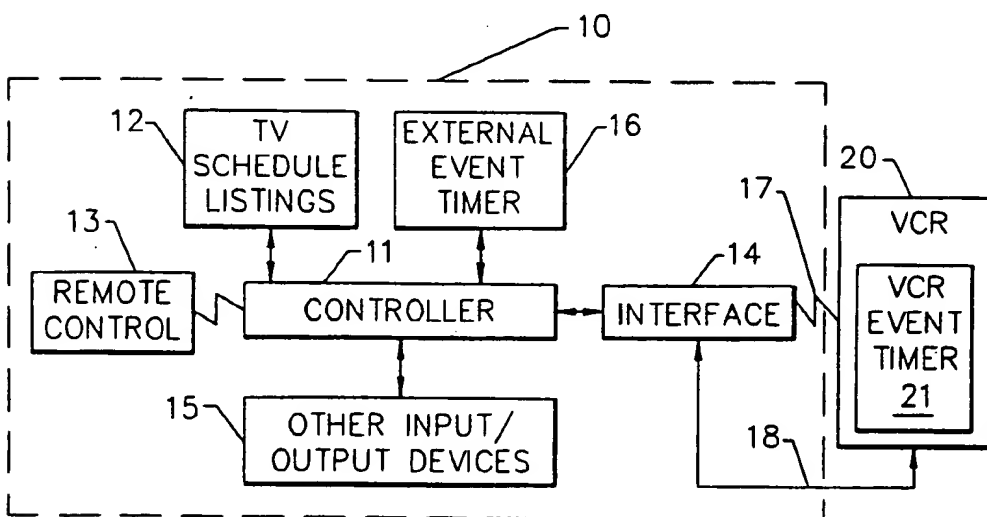 10
12
TV
SCHEDULE
LISTINGS
EXTERNAL
EVENT
TIMER
16
20
VCR
17
13
REMOTE
CONTROL
11
CONTROLLER
14
INTERFACE
VCR
EVENT
TIMER
21
15
OTHER INPUT/
OUTPUT DEVICES
18